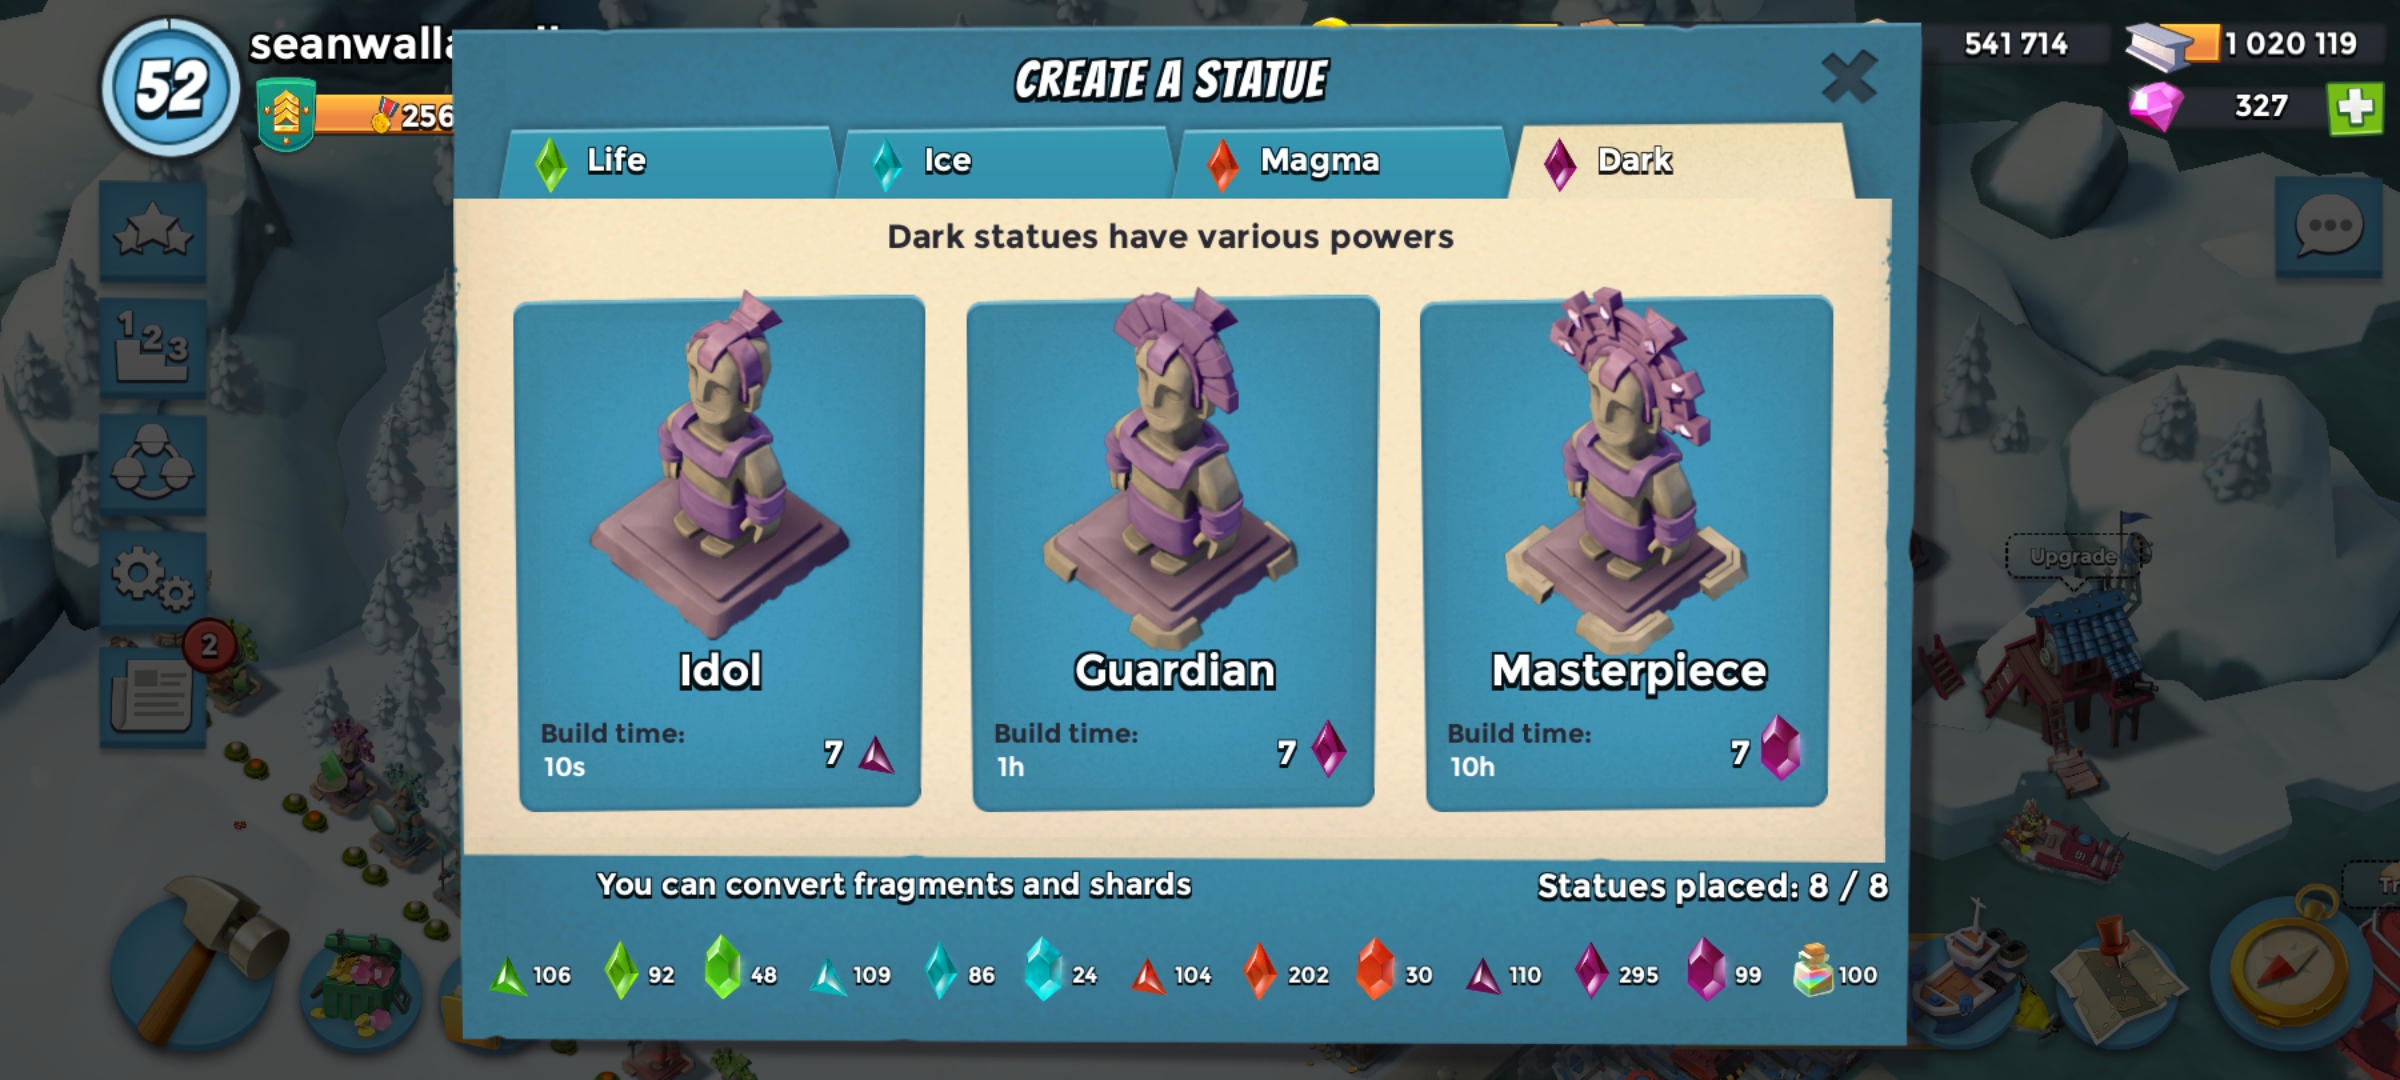 52
256
CREATE A STATUE
541 714
1 020 119
327
Life
Ice
Magma
Dark
Dark statues have various powers
1 2 3
2
Idol
Build time:
10s
7
Guardian
Build time:
1h
7
Masterpiece
Build time:
10h
7
Upgrade
You can convert fragments and shards
Statues placed: 8 / 8
106
92
48
109
86
24
104
202
30
110
295
99
100